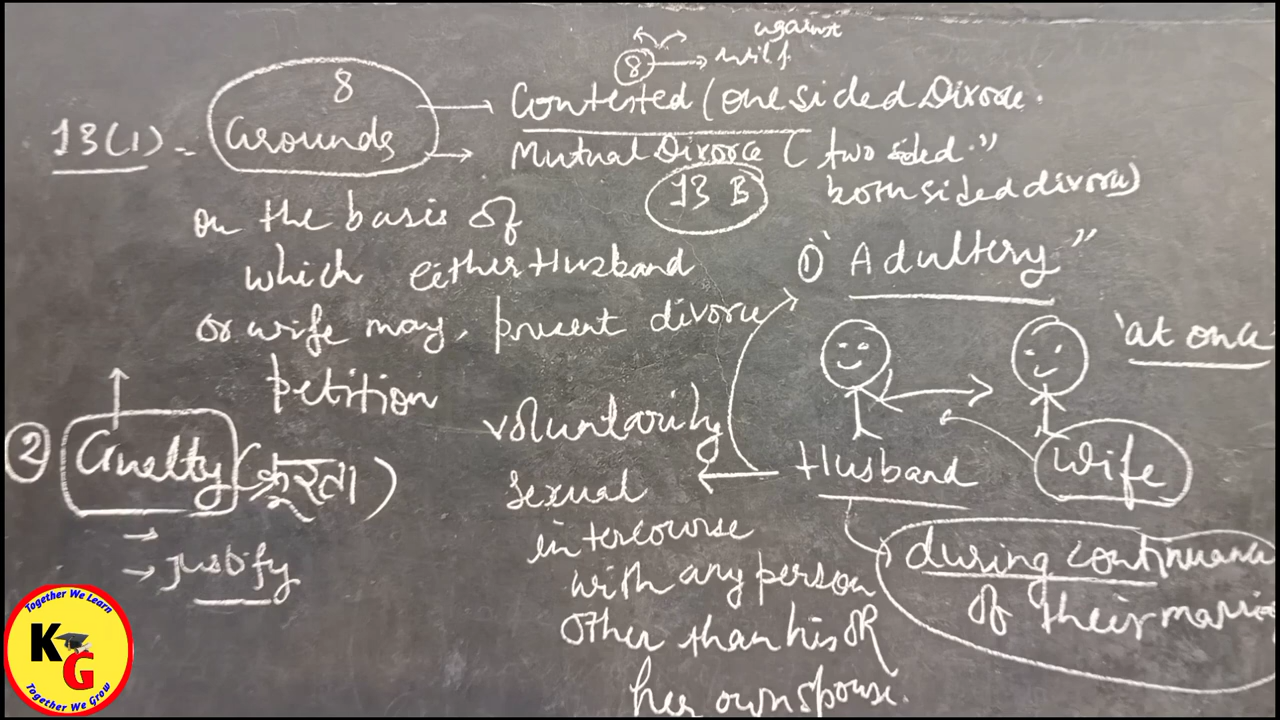 against
8 → will
8
Grounds
13(1) -
Contested (one sided Divorce.
Mutual Divorce ( two sided.”
both sided divorce)
13 B
on the basis of
which either Husband
or wife may, present divorce
petition
① “Adultery”
'at once
Husband
Wife
voluntarily
sexual
intercourse
with any person
other than his OR
her own spouse.
during continuance
of their marri
② Cruelty (क्रूरता)
→
→ Justify
Together We Learn
KG
Together We Grow